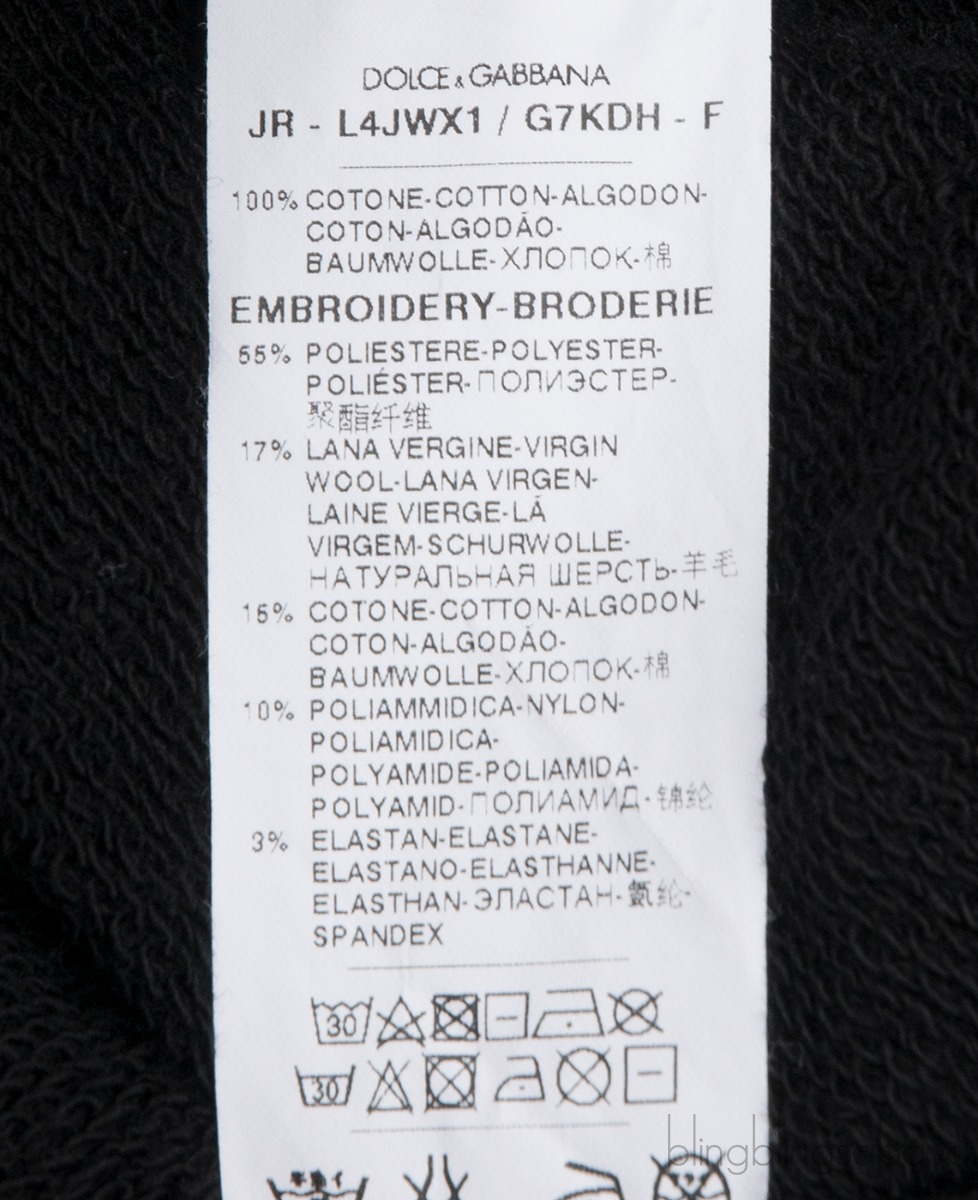 DOLCE & GABBANA
JR - L4JWX1 / G7KDH - F
100% COTONE-COTTON-ALGODON-
COTON-ALGODÃO-
BAUMWOLLE-ХЛОПОК-棉
EMBROIDERY-BRODERIE
55% POLIESTERE-POLYESTER-
POLIÉSTER-ПОЛИЭСТЕР-
聚酯纤维
17% LANA VERGINE-VIRGIN
WOOL-LANA VIRGEN-
LAINE VIERGE-LÃ
VIRGEM-SCHURWOLLE-
НАТУРАЛЬНАЯ ШЕРСТЬ-羊毛
15% COTONE-COTTON-ALGODON-
COTON-ALGODÃO-
BAUMWOLLE-ХЛОПОК-棉
10% POLIAMMIDICA-NYLON-
POLIAMIDICA-
POLYAMIDE-POLIAMIDA-
POLYAMID-ПОЛИАМИД-锦纶
3% ELASTAN-ELASTANE-
ELASTANO-ELASTHANNE-
ELASTHAN-ЭЛАСТАН-氨纶-
SPANDEX
30
30